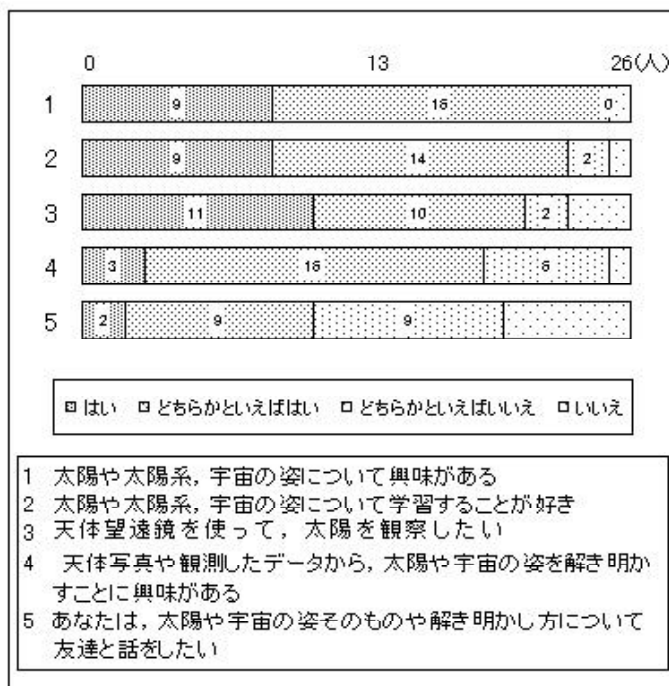 0 13 26(人)
1 9 16 0
2 9 14 2
3 11 10 2
4 3 16 6
5 2 9 9
はい どちらかといえばはい どちらかといえばいいえ いいえ
1 太陽や太陽系,宇宙の姿について興味がある
2 太陽や太陽系,宇宙の姿について学習することが好き
3 天体望遠鏡を使って,太陽を観察したい
4 天体写真や観測したデータから,太陽や宇宙の姿を解き明か
すことに興味がある
5 あなたは,太陽や宇宙の姿そのものや解き明かし方について
友達と話をしたい